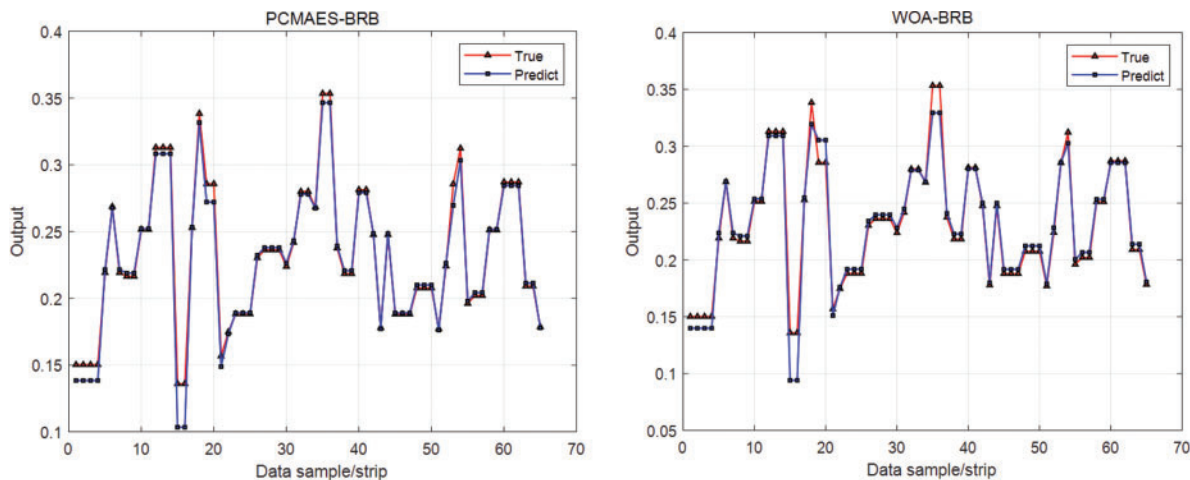 PCMAES-BRB
0.4
0.35
0.3
0.25
0.2
0.15
0.1
Output
True
Predict
0 10 20 30 40 50 60 70
Data sample/strip
WOA-BRB
0.4
0.35
0.3
0.25
0.2
0.15
0.1
0.05
Output
True
Predict
0 10 20 30 40 50 60 70
Data sample/strip